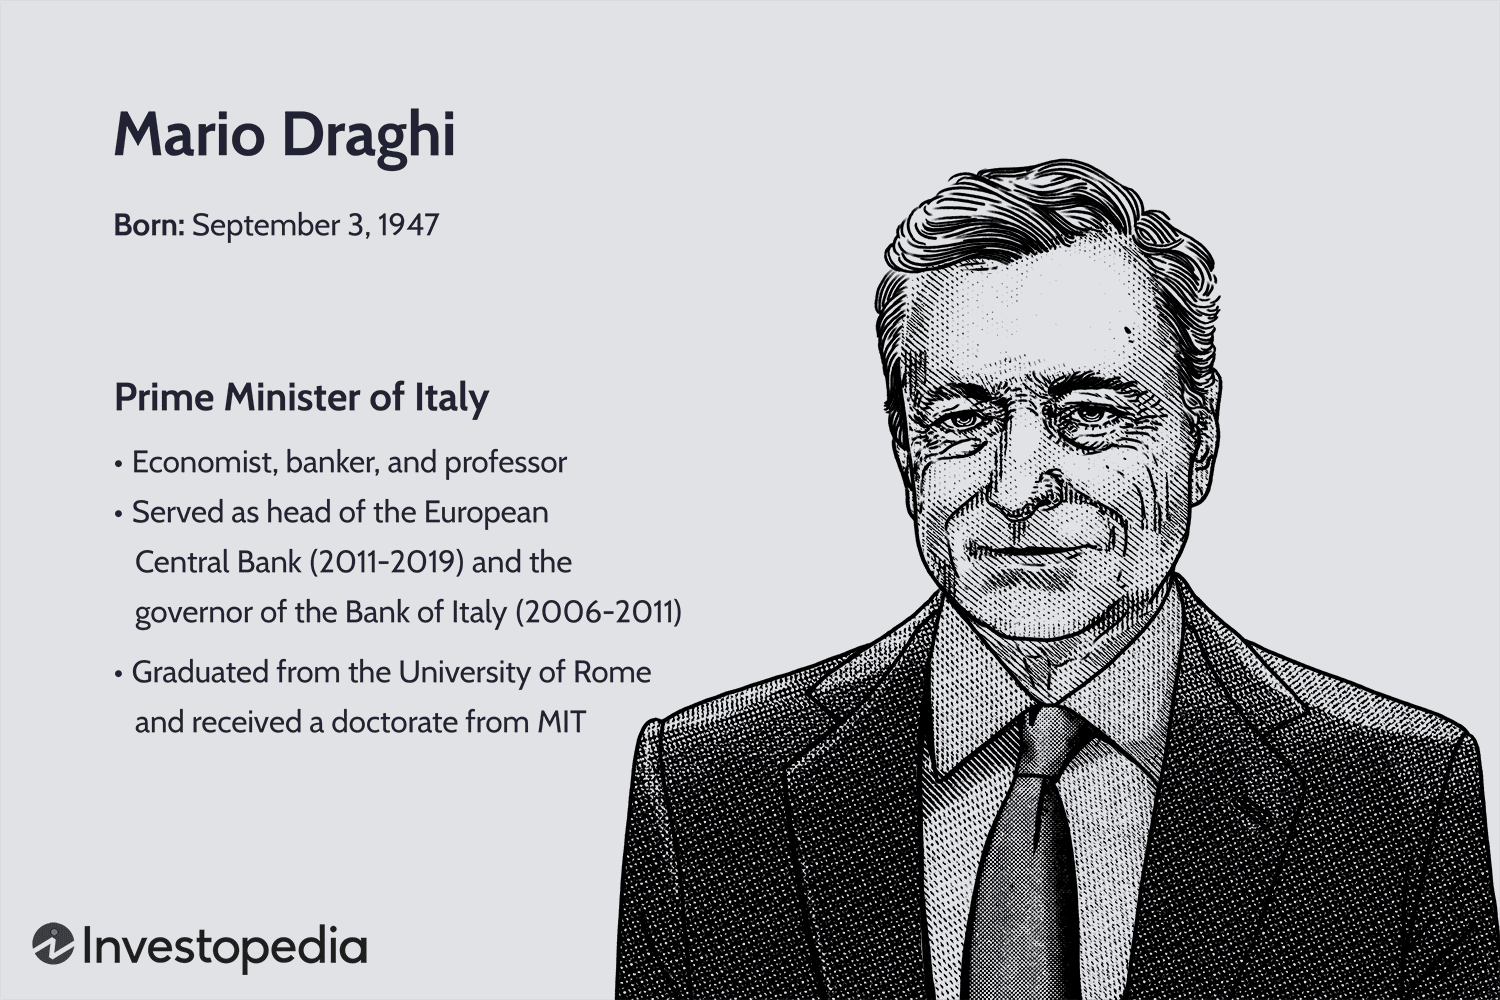 Mario Draghi
Born: September 3, 1947
Prime Minister of Italy
• Economist, banker, and professor
• Served as head of the European
Central Bank (2011-2019) and the
governor of the Bank of Italy (2006-2011)
• Graduated from the University of Rome
and received a doctorate from MIT
Investopedia